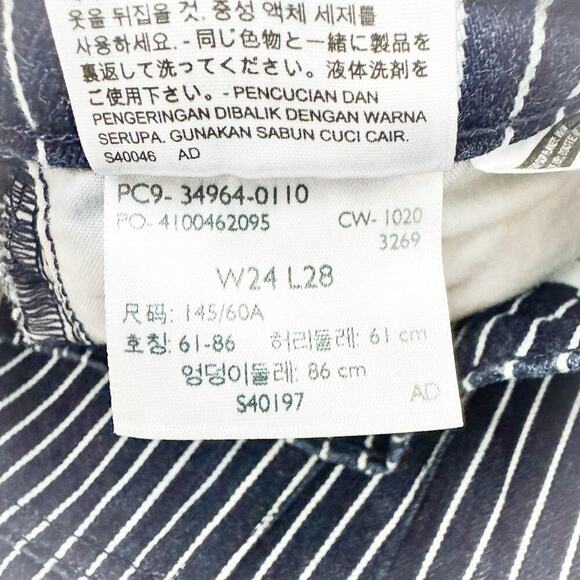 옷을 뒤집을 것. 중성 액체 세제를
사용하세요. - 同じ色物と一緒に製品を
裏返して洗ってください。液体洗剤を
ご使用下さい。- PENCUCIAN DAN
PENGERINGAN DIBALIK DENGAN WARNA
SERUPA. GUNAKAN SABUN CUCI CAIR.
S40046 AD
PC9- 34964-0110
PO- 4100462095 CW- 1020
3269
W24 L28
尺码: 145/60A
호칭: 61-86 허리둘레: 61 cm
엉덩이둘레: 86 cm
S40197 AD